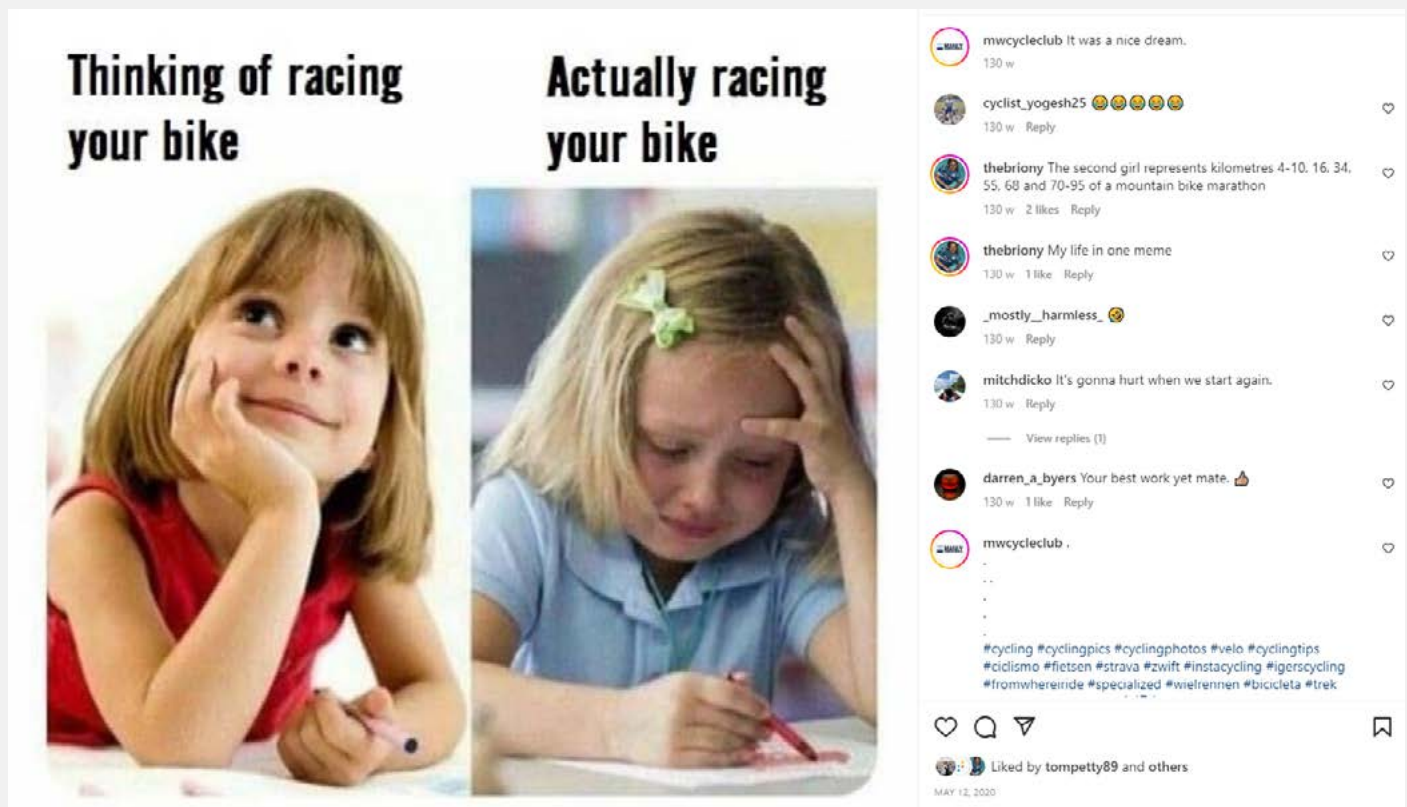 Thinking of racing
your bike
Actually racing
your bike
mwcycleclub It was a nice dream.
130 w
cyclist_yogesh25 😂😂😂😂😂
130 w Reply
thebriony The second girl represents kilometres 4-10, 16, 34,
55, 68 and 70-95 of a mountain bike marathon
130 w 2 likes Reply
thebriony My life in one meme
130 w 1 like Reply
_mostly__harmless_ 🤣
130 w Reply
mitchdicko It's gonna hurt when we start again.
130 w Reply
View replies (1)
darren_a_byers Your best work yet mate. 👍🏽
130 w 1 like Reply
mwcycleclub .
.
. .
.
.
.
#cycling #cyclingpics #cyclingphotos #velo #cyclingtips
#ciclismo #fietsen #strava #zwift #instacycling #igerscycling
#fromwhereiride #specialized #wielrennen #bicicleta #trek
Liked by tompetty89 and others
MAY 12, 2020